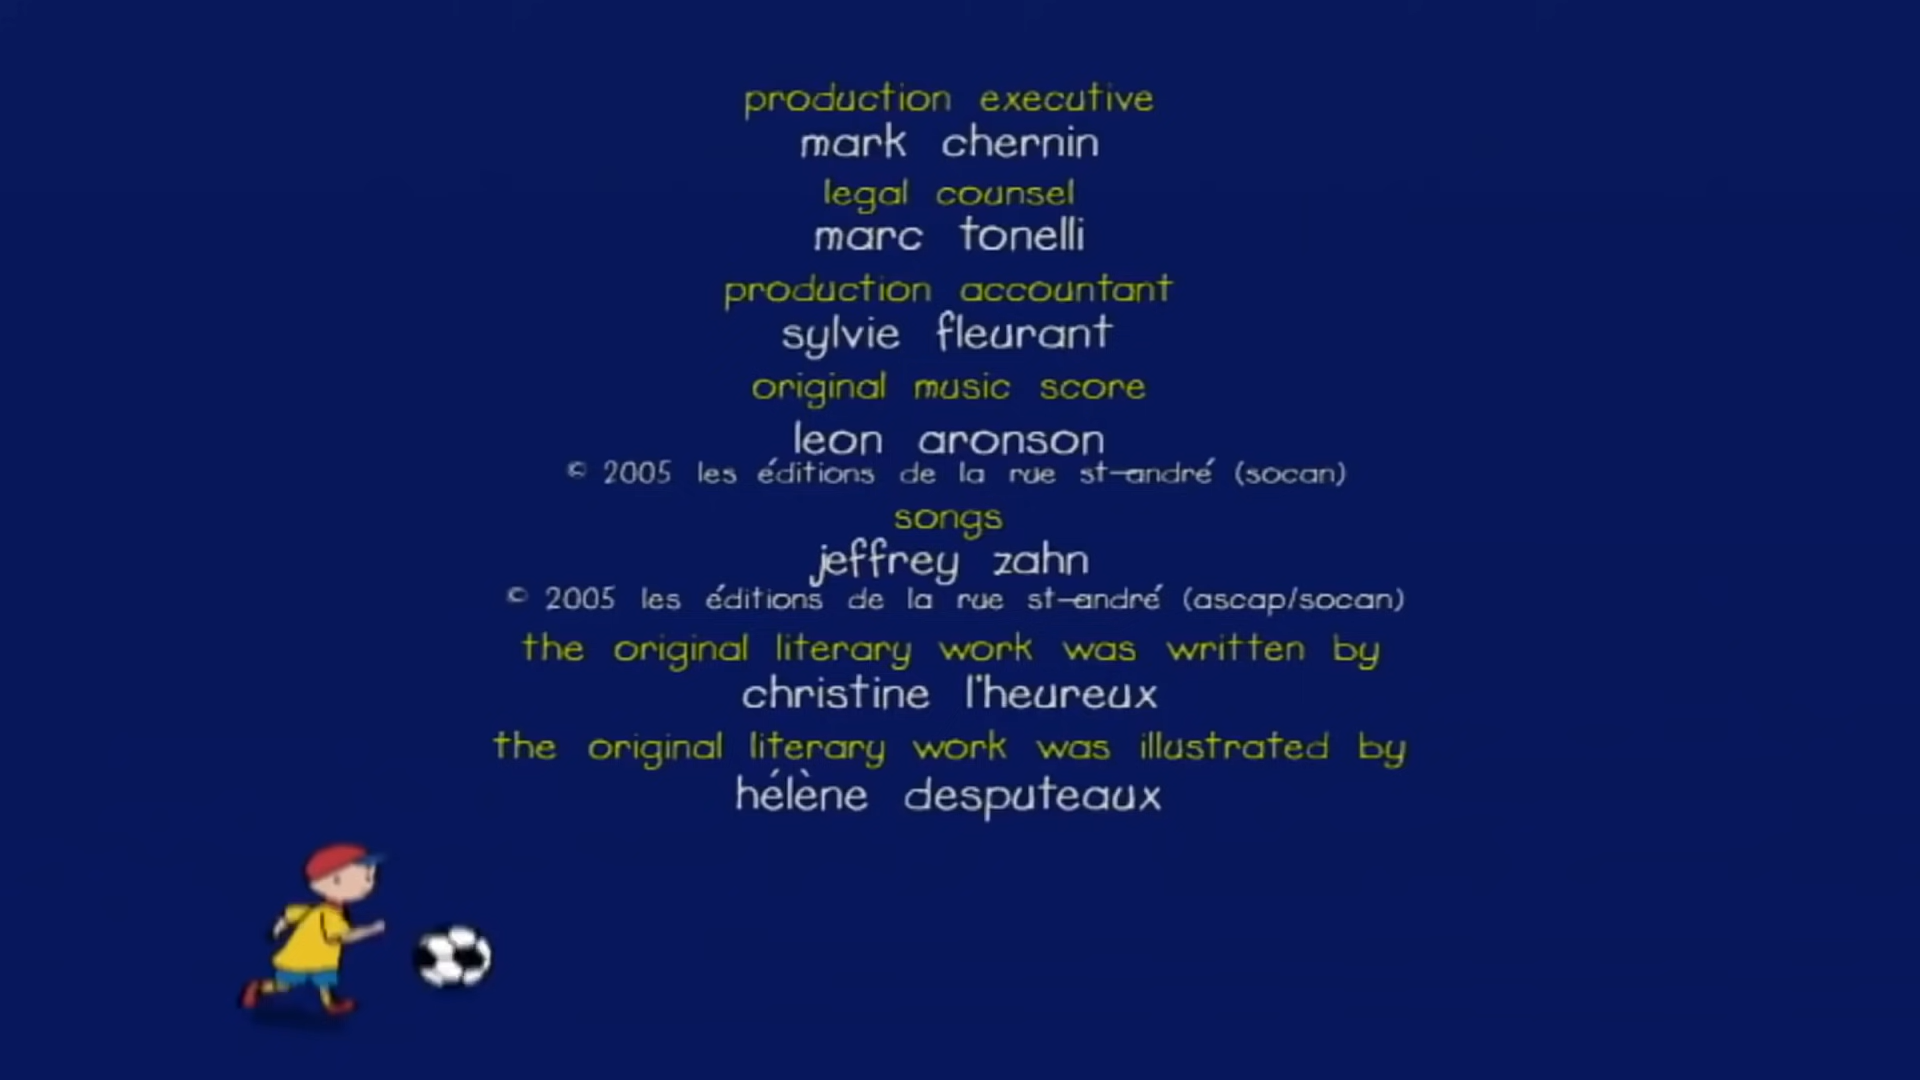 production executive
mark chernin
legal counsel
marc tonelli
production accountant
sylvie fleurant
original music score
leon aronson
© 2005 les éditions de la rue st-andré (socan)
songs
jeffrey zahn
© 2005 les éditions de la rue st-andré (ascap/socan)
the original literary work was written by
christine l'heureux
the original literary work was illustrated by
hélène desputeaux